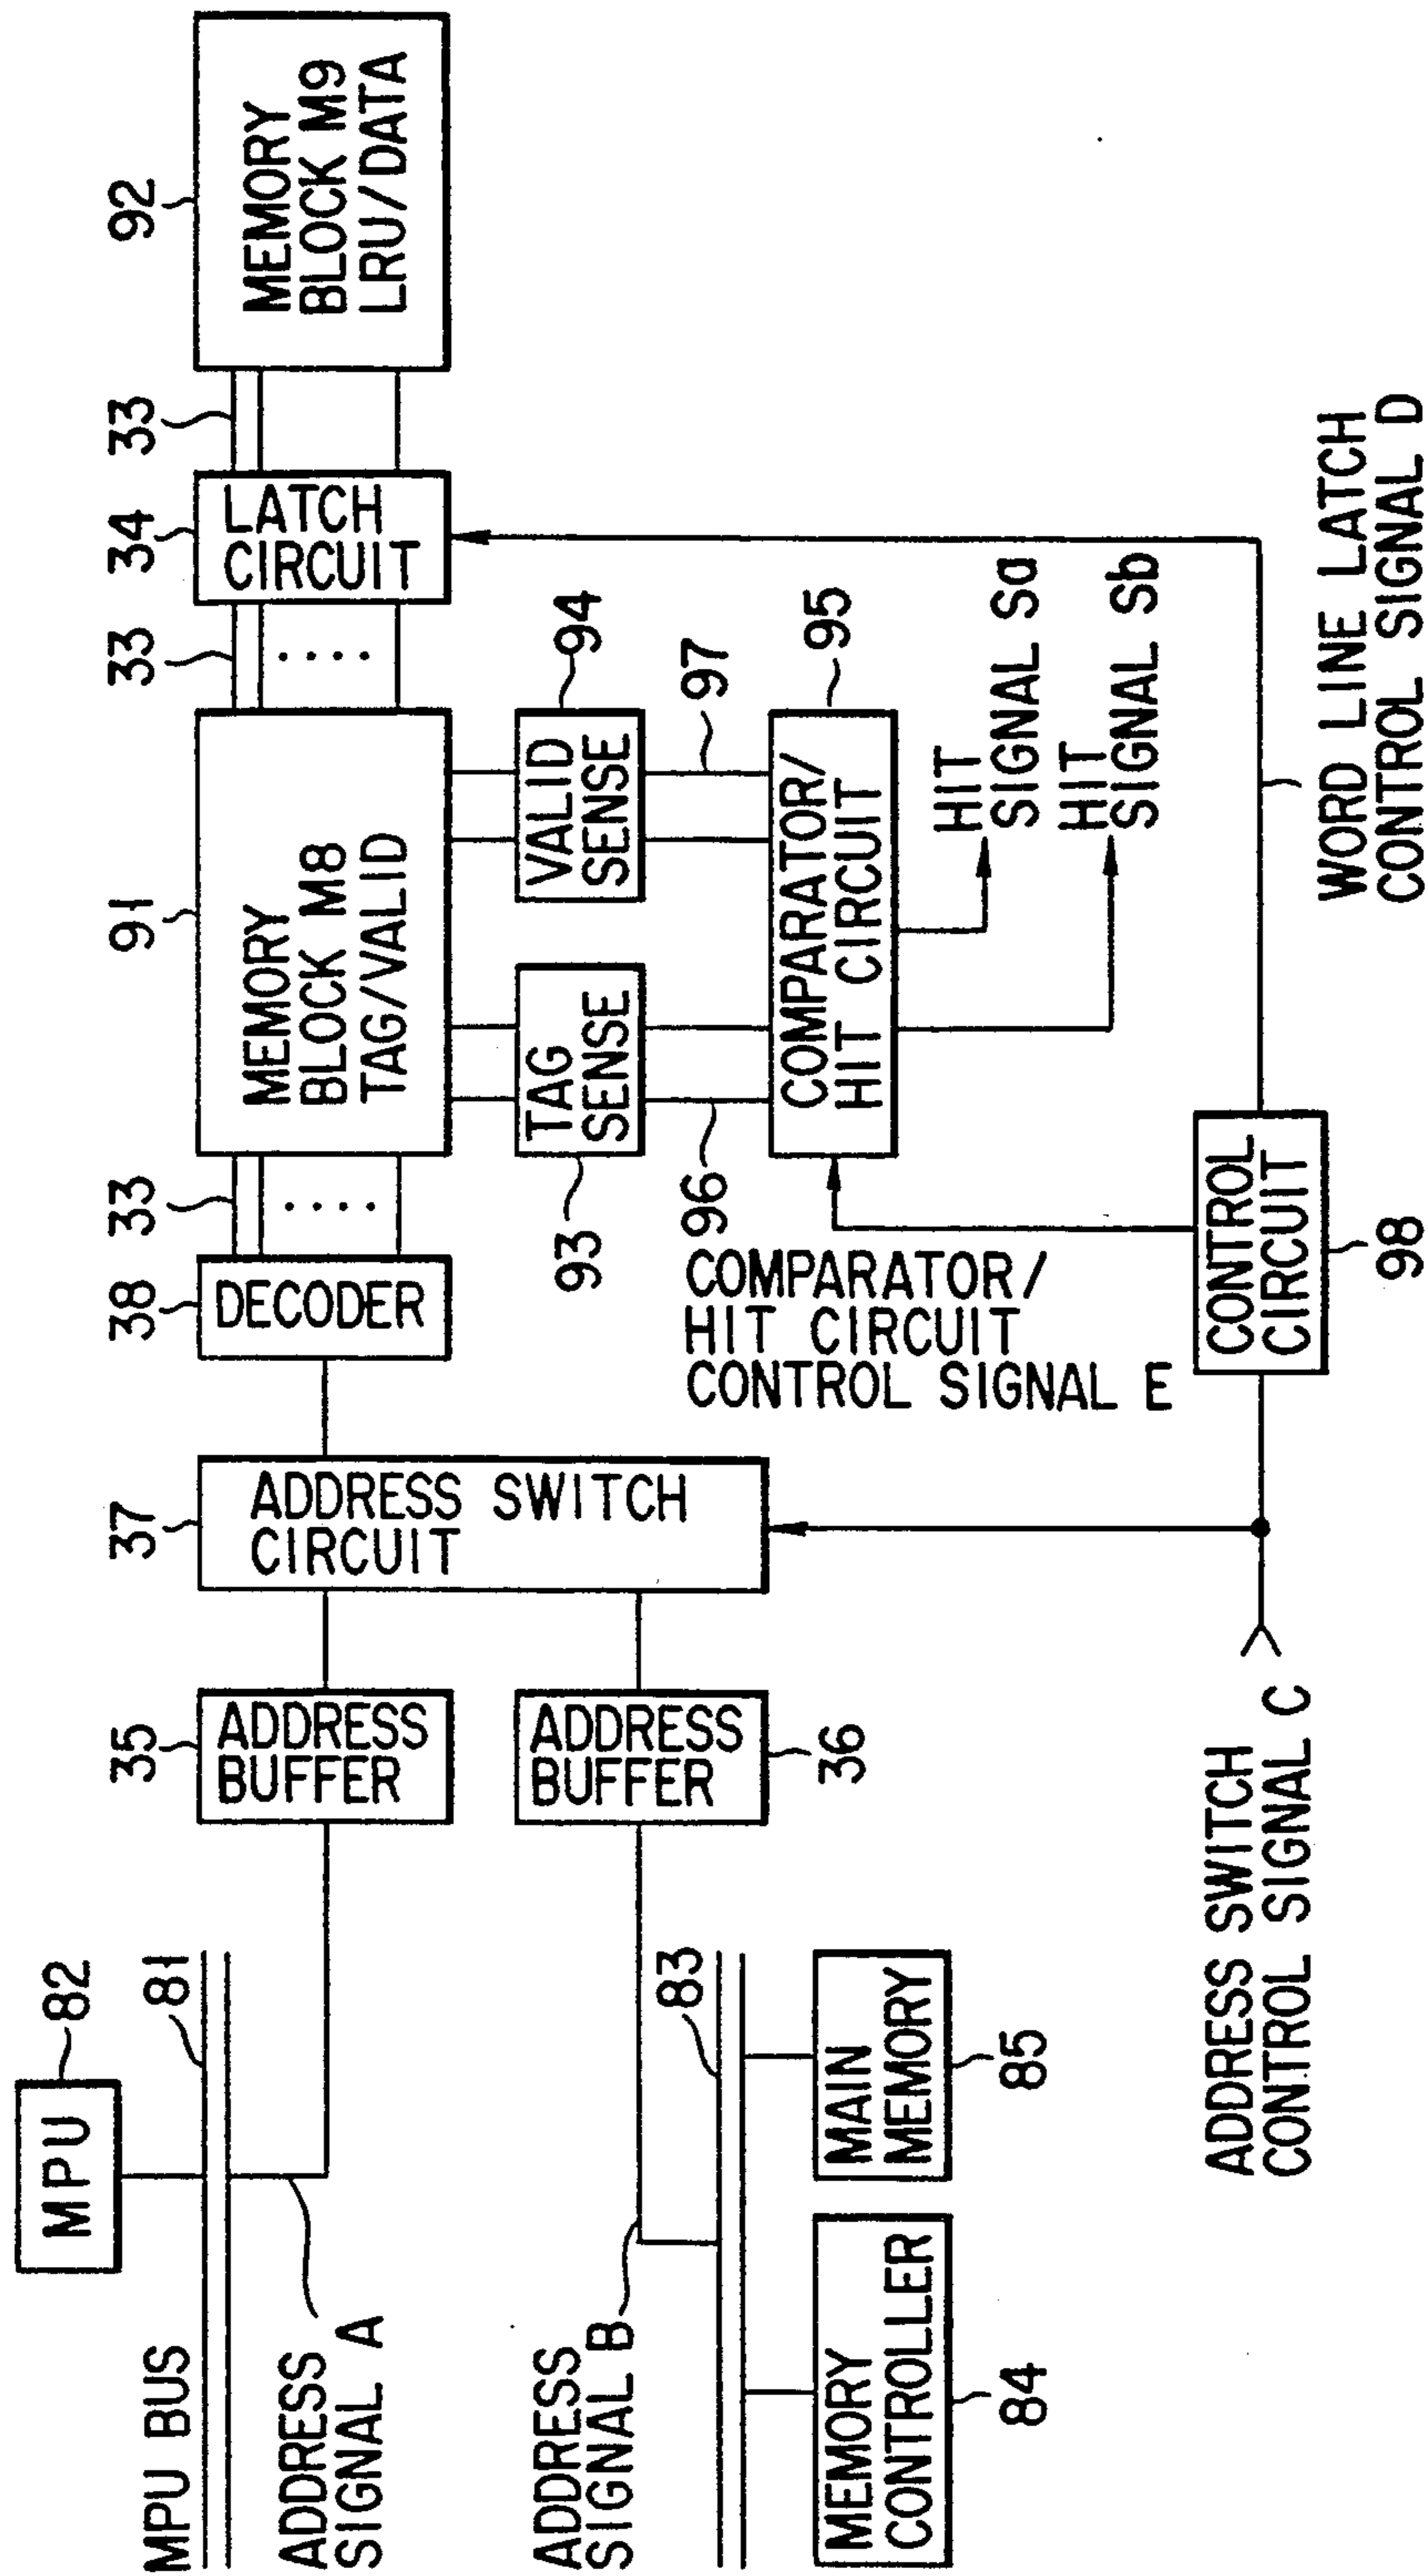 MPU
82
MPU BUS
81
ADDRESS
SIGNAL A
35
ADDRESS
BUFFER
37
ADDRESS SWITCH
CIRCUIT
38
DECODER
33
91
MEMORY
BLOCK M8
TAG/VALID
33
34
LATCH
CIRCUIT
33
92
MEMORY
BLOCK M9
LRU/DATA
ADDRESS
SIGNAL B
ADDRESS
BUFFER
36
83
MEMORY
CONTROLLER
84
MAIN
MEMORY
85
93
TAG
SENSE
VALID
SENSE
94
96
97
COMPARATOR/
HIT CIRCUIT
95
COMPARATOR/
HIT CIRCUIT
CONTROL SIGNAL E
HIT
SIGNAL Sa
HIT
SIGNAL Sb
ADDRESS SWITCH
CONTROL SIGNAL C
CONTROL
CIRCUIT
98
WORD LINE LATCH
CONTROL SIGNAL D